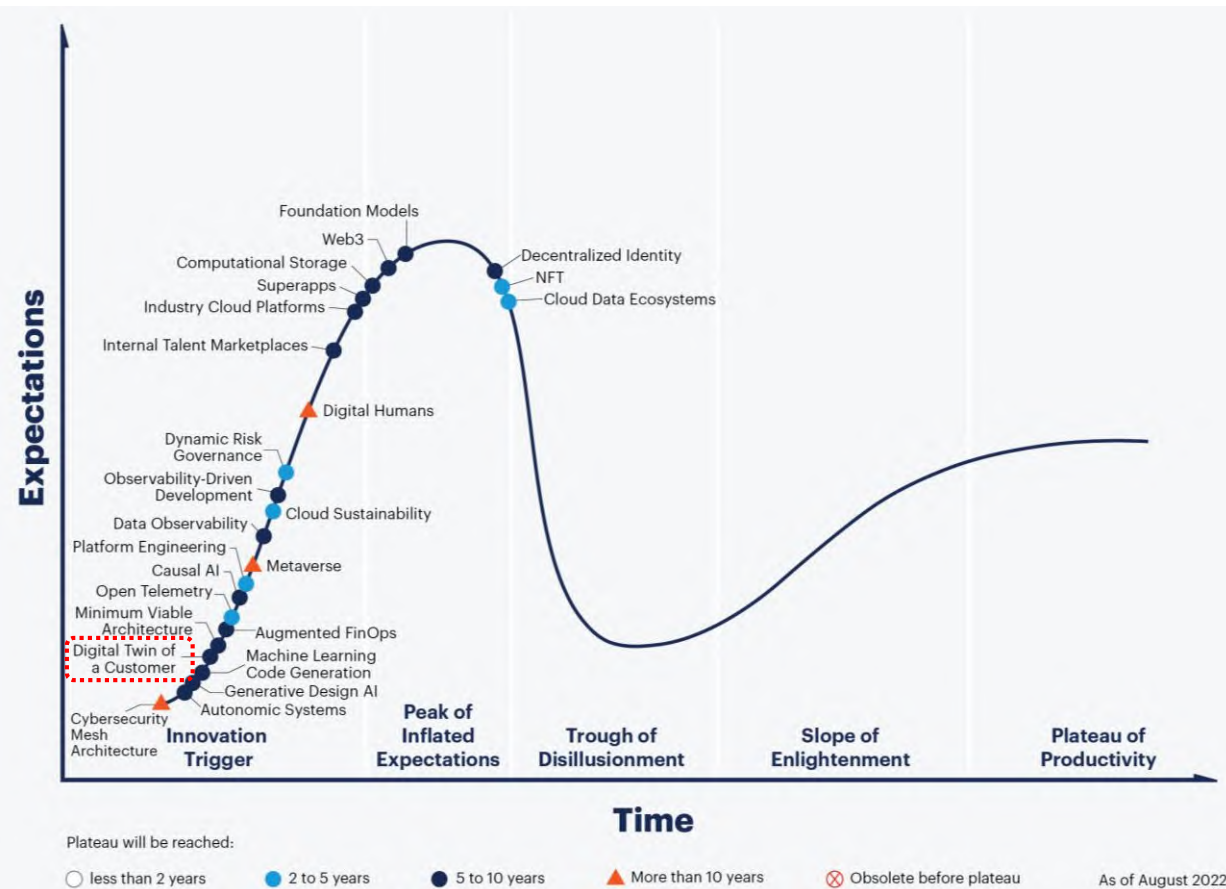 Expectations
Foundation Models
Web3
Computational Storage
Superapps
Industry Cloud Platforms
Internal Talent Marketplaces
Decentralized Identity
NFT
Cloud Data Ecosystems
Digital Humans
Dynamic Risk
Governance
Observability-Driven
Development
Cloud Sustainability
Data Observability
Platform Engineering
Metaverse
Causal AI
Open Telemetry
Minimum Viable
Architecture
Augmented FinOps
Digital Twin of
a Customer
Machine Learning
Code Generation
Generative Design AI
Autonomic Systems
Cybersecurity
Mesh
Architecture
Innovation
Trigger
Peak of
Inflated
Expectations
Trough of
Disillusionment
Slope of
Enlightenment
Plateau of
Productivity
Time
Plateau will be reached:
less than 2 years
2 to 5 years
5 to 10 years
More than 10 years
Obsolete before plateau
As of August 2022